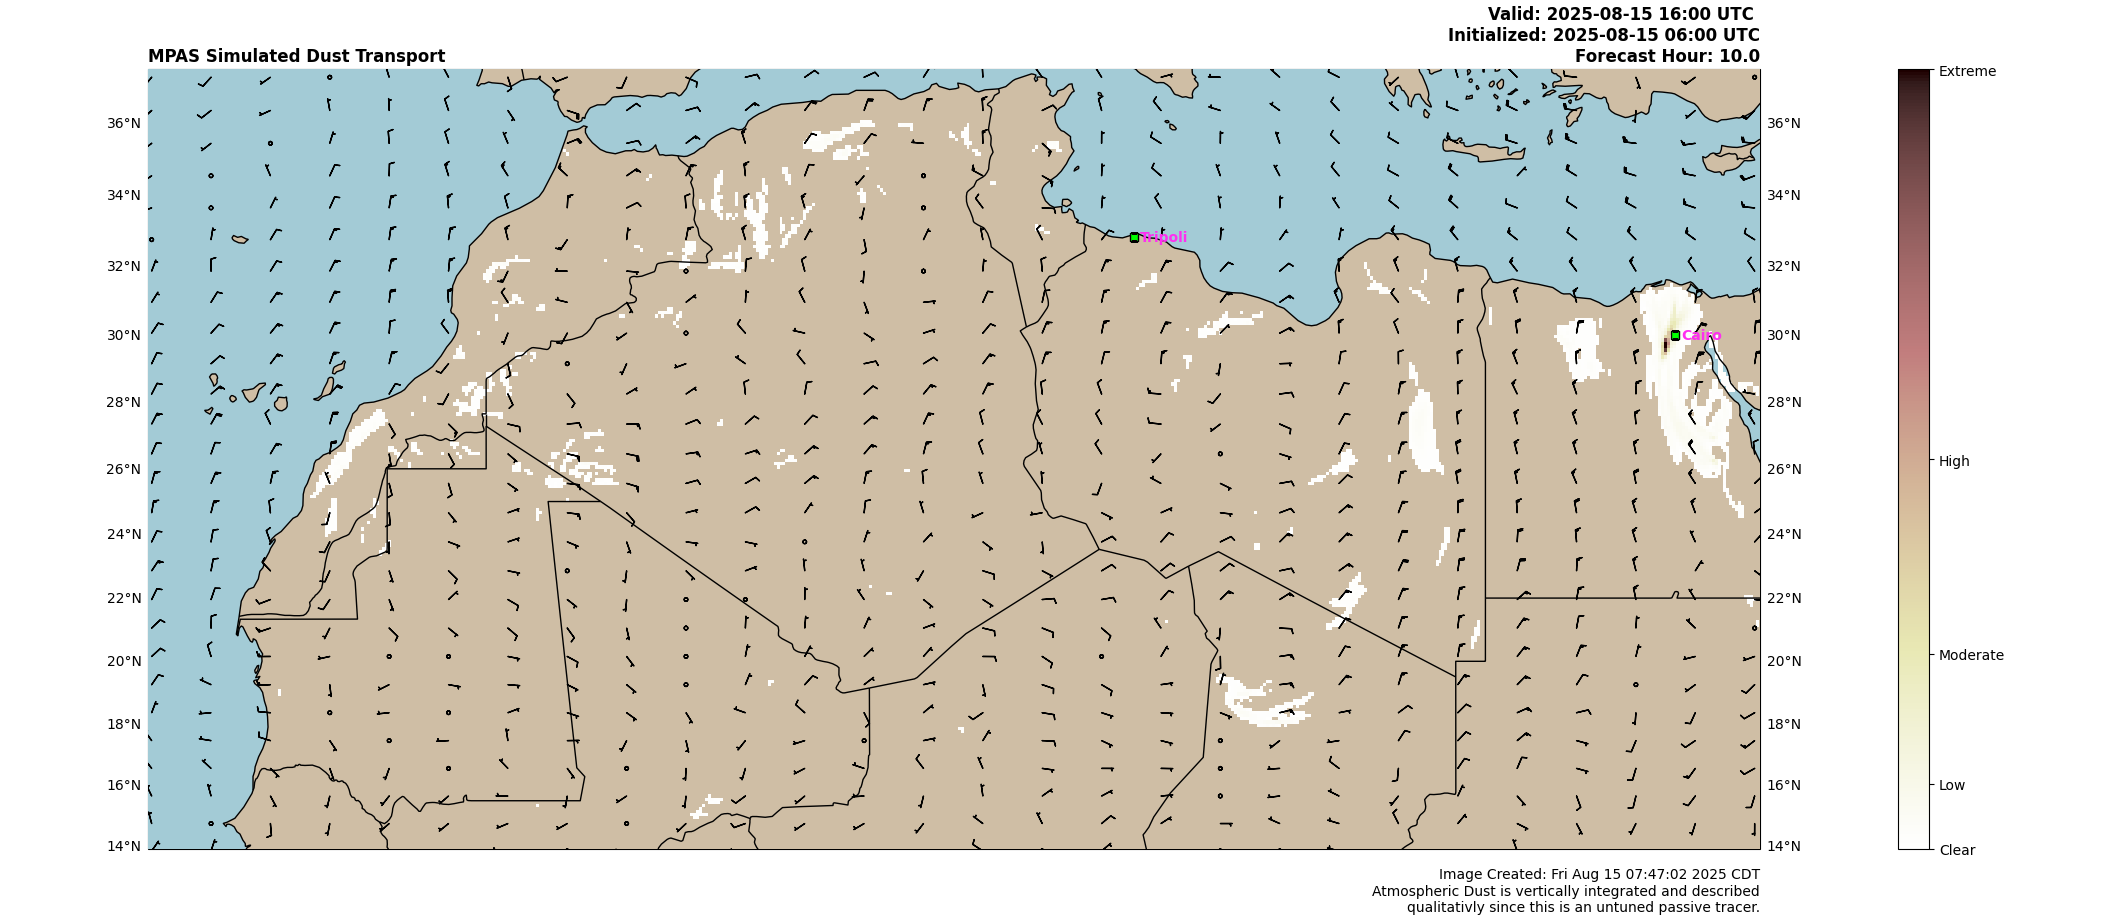 Valid: 2025-08-15 16:00 UTC
Initialized: 2025-08-15 06:00 UTC
MPAS Simulated Dust Transport
Forecast Hour: 10.0
Extreme
36°N
36°N
34°N
34°N
Tripoli
32°N
32°N
30°N
Cairo
30°N
28°N
28°N
26°N
26°N
High
24°N
24°N
22°N
22°N
20°N
20°N
Moderate
18°N
18°N
16°N
16°N
Low
14°N
14°N
Clear
Image Created: Fri Aug 15 07:47:02 2025 CDT
Atmospheric Dust is vertically integrated and described
qualitativly since this is an untuned passive tracer.